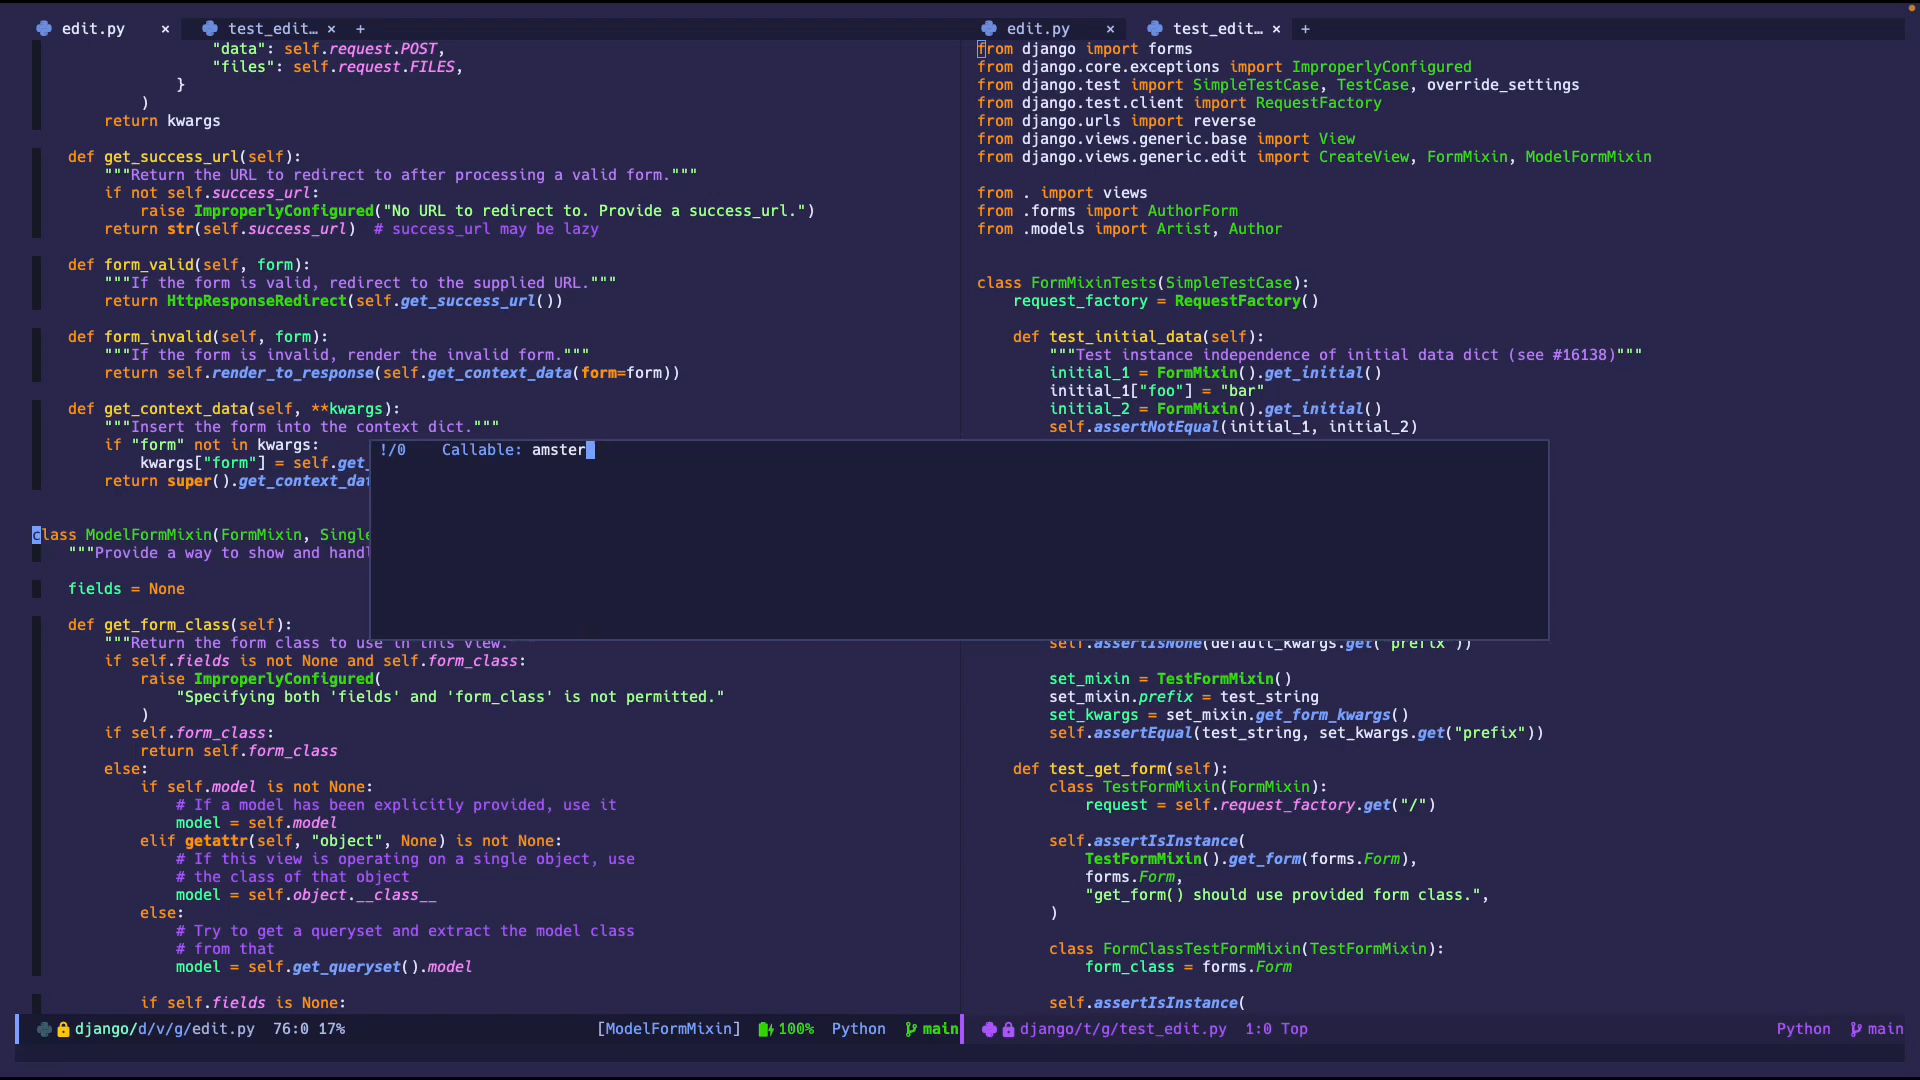 edit.py × test_edit… × +
"data": self.request.POST,
"files": self.request.FILES,
}
)
return kwargs
def get_success_url(self):
"""Return the URL to redirect to after processing a valid form."""
if not self.success_url:
raise ImproperlyConfigured("No URL to redirect to. Provide a success_url.")
return str(self.success_url)  # success_url may be lazy
def form_valid(self, form):
"""If the form is valid, redirect to the supplied URL."""
return HttpResponseRedirect(self.get_success_url())
def form_invalid(self, form):
"""If the form is invalid, render the invalid form."""
return self.render_to_response(self.get_context_data(form=form))
def get_context_data(self, **kwargs):
"""Insert the form into the context dict."""
if "form" not in kwargs:
kwargs["form"] = self.get_
return super().get_context_dat
class ModelFormMixin(FormMixin, Single
"""Provide a way to show and handl
fields = None
def get_form_class(self):
"""Return the form class to use in this view.
if self.fields is not None and self.form_class:
raise ImproperlyConfigured(
"Specifying both 'fields' and 'form_class' is not permitted."
)
if self.form_class:
return self.form_class
else:
if self.model is not None:
# If a model has been explicitly provided, use it
model = self.model
elif getattr(self, "object", None) is not None:
# If this view is operating on a single object, use
# the class of that object
model = self.object.__class__
else:
# Try to get a queryset and extract the model class
# from that
model = self.get_queryset().model
if self.fields is None:
django/d/v/g/edit.py  76:0 17%  [ModelFormMixin]  100%  Python  main
!/0  Callable: amster
edit.py × test_edit… × +
from django import forms
from django.core.exceptions import ImproperlyConfigured
from django.test import SimpleTestCase, TestCase, override_settings
from django.test.client import RequestFactory
from django.urls import reverse
from django.views.generic.base import View
from django.views.generic.edit import CreateView, FormMixin, ModelFormMixin
from . import views
from .forms import AuthorForm
from .models import Artist, Author
class FormMixinTests(SimpleTestCase):
request_factory = RequestFactory()
def test_initial_data(self):
"""Test instance independence of initial data dict (see #16138)"""
initial_1 = FormMixin().get_initial()
initial_1["foo"] = "bar"
initial_2 = FormMixin().get_initial()
self.assertNotEqual(initial_1, initial_2)
self.assertIsNone(default_kwargs.get("prefix"))
set_mixin = TestFormMixin()
set_mixin.prefix = test_string
set_kwargs = set_mixin.get_form_kwargs()
self.assertEqual(test_string, set_kwargs.get("prefix"))
def test_get_form(self):
class TestFormMixin(FormMixin):
request = self.request_factory.get("/")
self.assertIsInstance(
TestFormMixin().get_form(forms.Form),
forms.Form,
"get_form() should use provided form class.",
)
class FormClassTestFormMixin(TestFormMixin):
form_class = forms.Form
self.assertIsInstance(
django/t/g/test_edit.py  1:0 Top  Python  main